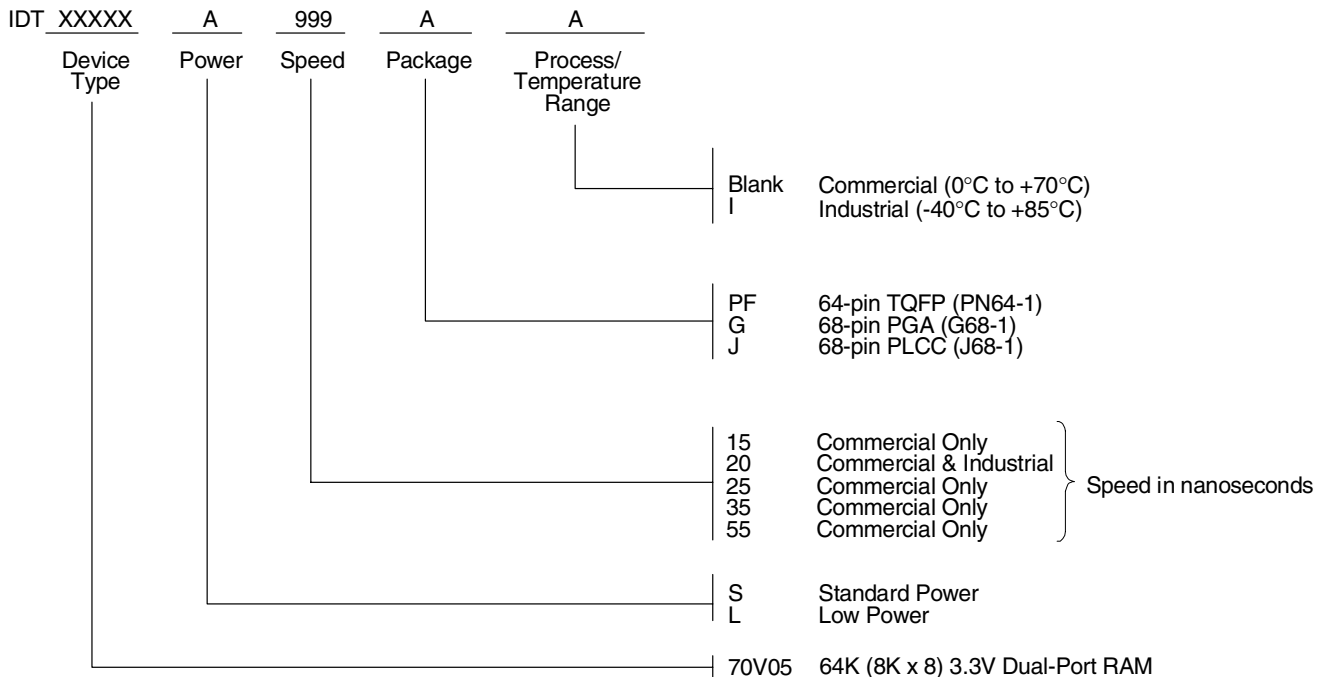 IDT XXXXX A 999 A A
Device Type Power Speed Package Process/ Temperature Range
Blank Commercial (0°C to +70°C)
I Industrial (-40°C to +85°C)
PF 64-pin TQFP (PN64-1)
G 68-pin PGA (G68-1)
J 68-pin PLCC (J68-1)
15 Commercial Only
20 Commercial & Industrial
25 Commercial Only
35 Commercial Only
55 Commercial Only
Speed in nanoseconds
S Standard Power
L Low Power
70V05 64K (8K x 8) 3.3V Dual-Port RAM